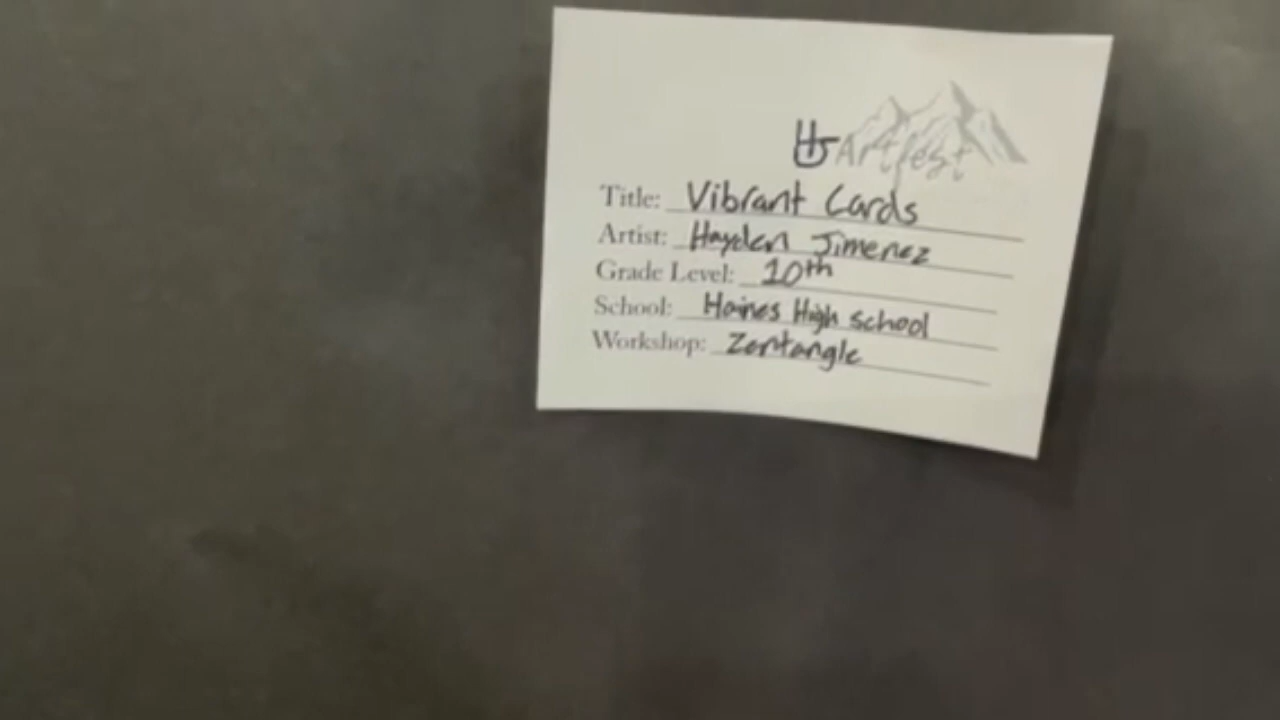 Artfest
Title: Vibrant Cards
Artist: Hayden Jimenez
Grade Level: 10th
School: Haines High School
Workshop: Zentangle